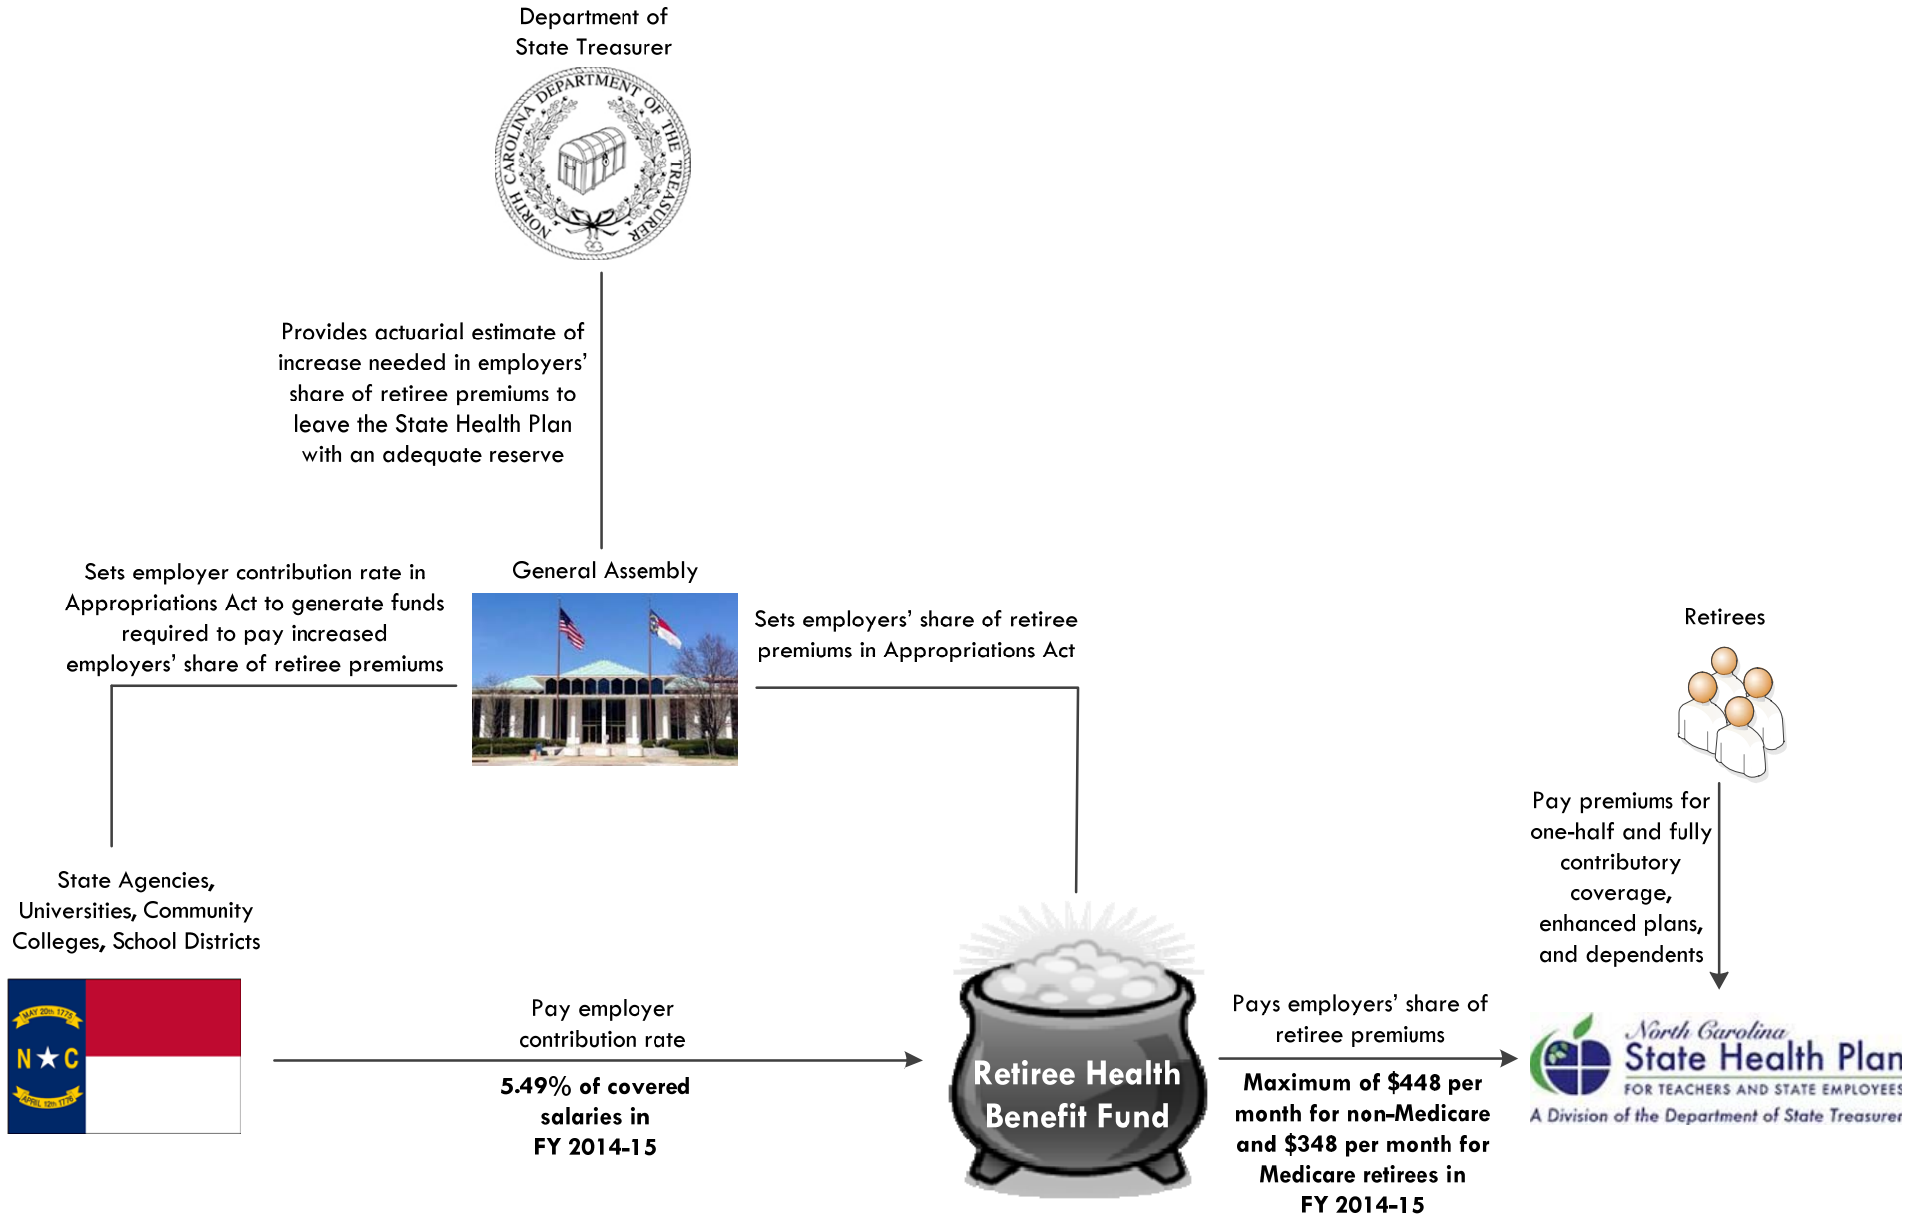 Department of
State Treasurer
NORTH CAROLINA DEPARTMENT OF THE TREASURER
Provides actuarial estimate of
increase needed in employers’
share of retiree premiums to
leave the State Health Plan
with an adequate reserve
Sets employer contribution rate in
Appropriations Act to generate funds
required to pay increased
employers’ share of retiree premiums
General Assembly
Sets employers’ share of retiree
premiums in Appropriations Act
Retirees
Pay premiums for
one-half and fully
contributory
coverage,
enhanced plans,
and dependents
State Agencies,
Universities, Community
Colleges, School Districts
MAY 20th 1775
N C
APRIL 12th 1776
Pay employer
contribution rate
5.49% of covered
salaries in
FY 2014-15
Retiree Health
Benefit Fund
Pays employers’ share of
retiree premiums
Maximum of $448 per
month for non-Medicare
and $348 per month for
Medicare retirees in
FY 2014-15
North Carolina
State Health Plan
FOR TEACHERS AND STATE EMPLOYEES
A Division of the Department of State Treasurer